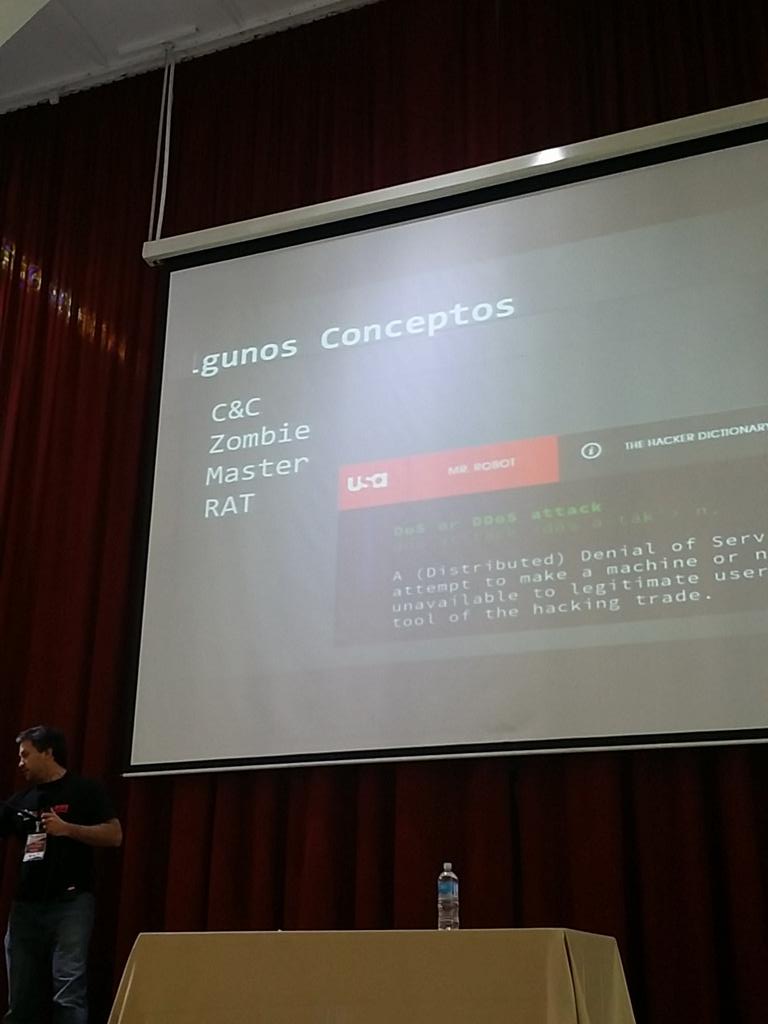 gunos Conceptos
C&C
Zombie
Master
RAT
usa
MR. ROBOT
i
THE HACKER DICTIONARY
DoS or DDoS attack
A (Distributed) Denial of Serv
attempt to make a machine or n
unavailable to legitimate user
tool of the hacking trade.